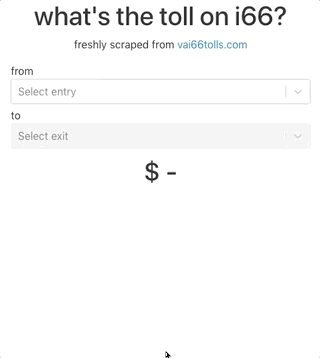 what's the toll on i66?
freshly scraped from vai66tolls.com
from
Select entry
to
Select exit
$ -